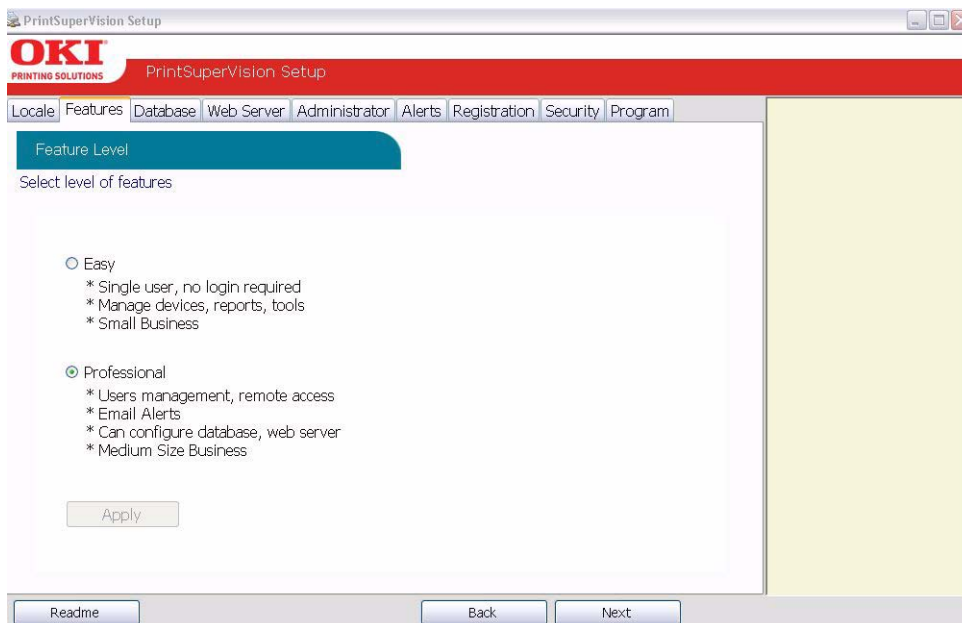 PrintSuperVision Setup
OKI
PRINTING SOLUTIONS
PrintSuperVision Setup
Locale Features Database Web Server Administrator Alerts Registration Security Program
Feature Level
Select level of features
Easy
* Single user, no login required
* Manage devices, reports, tools
* Small Business
Professional
* Users management, remote access
* Email Alerts
* Can configure database, web server
* Medium Size Business
Apply
Readme Back Next